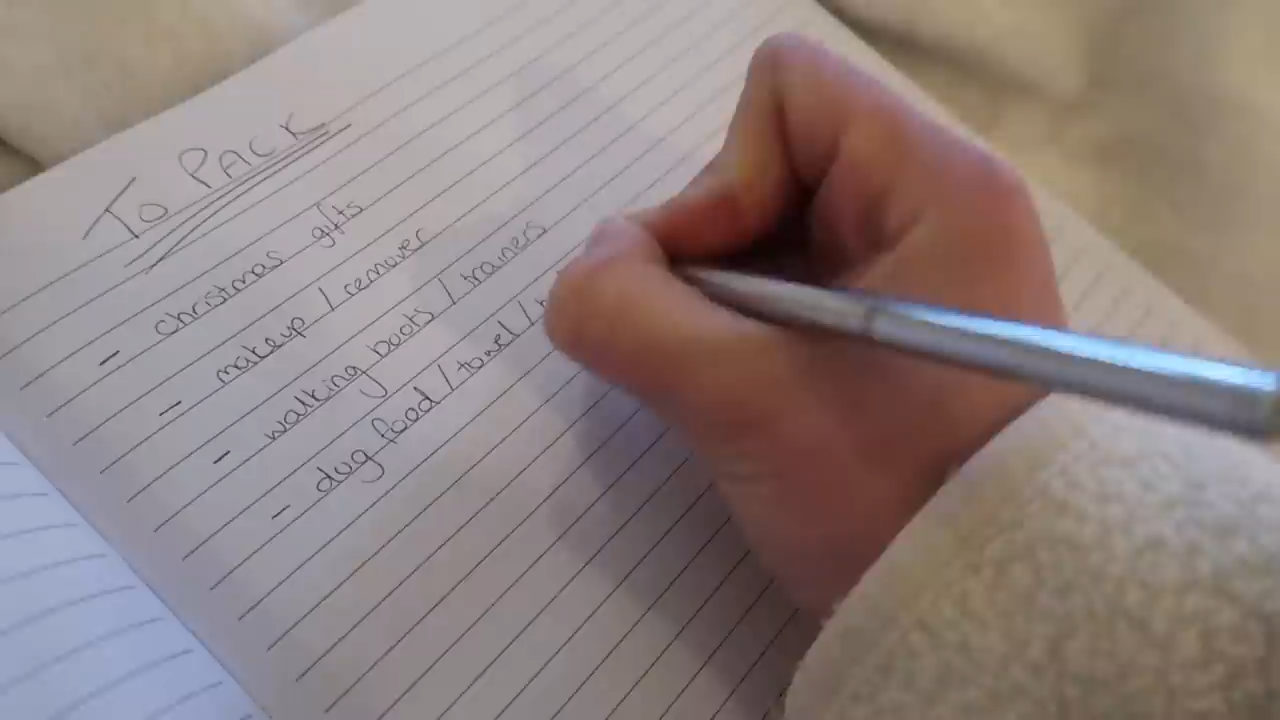 To PACK
- christmas gifts
- makeup / remover
- walking boots / trainers
- dog food / towel /